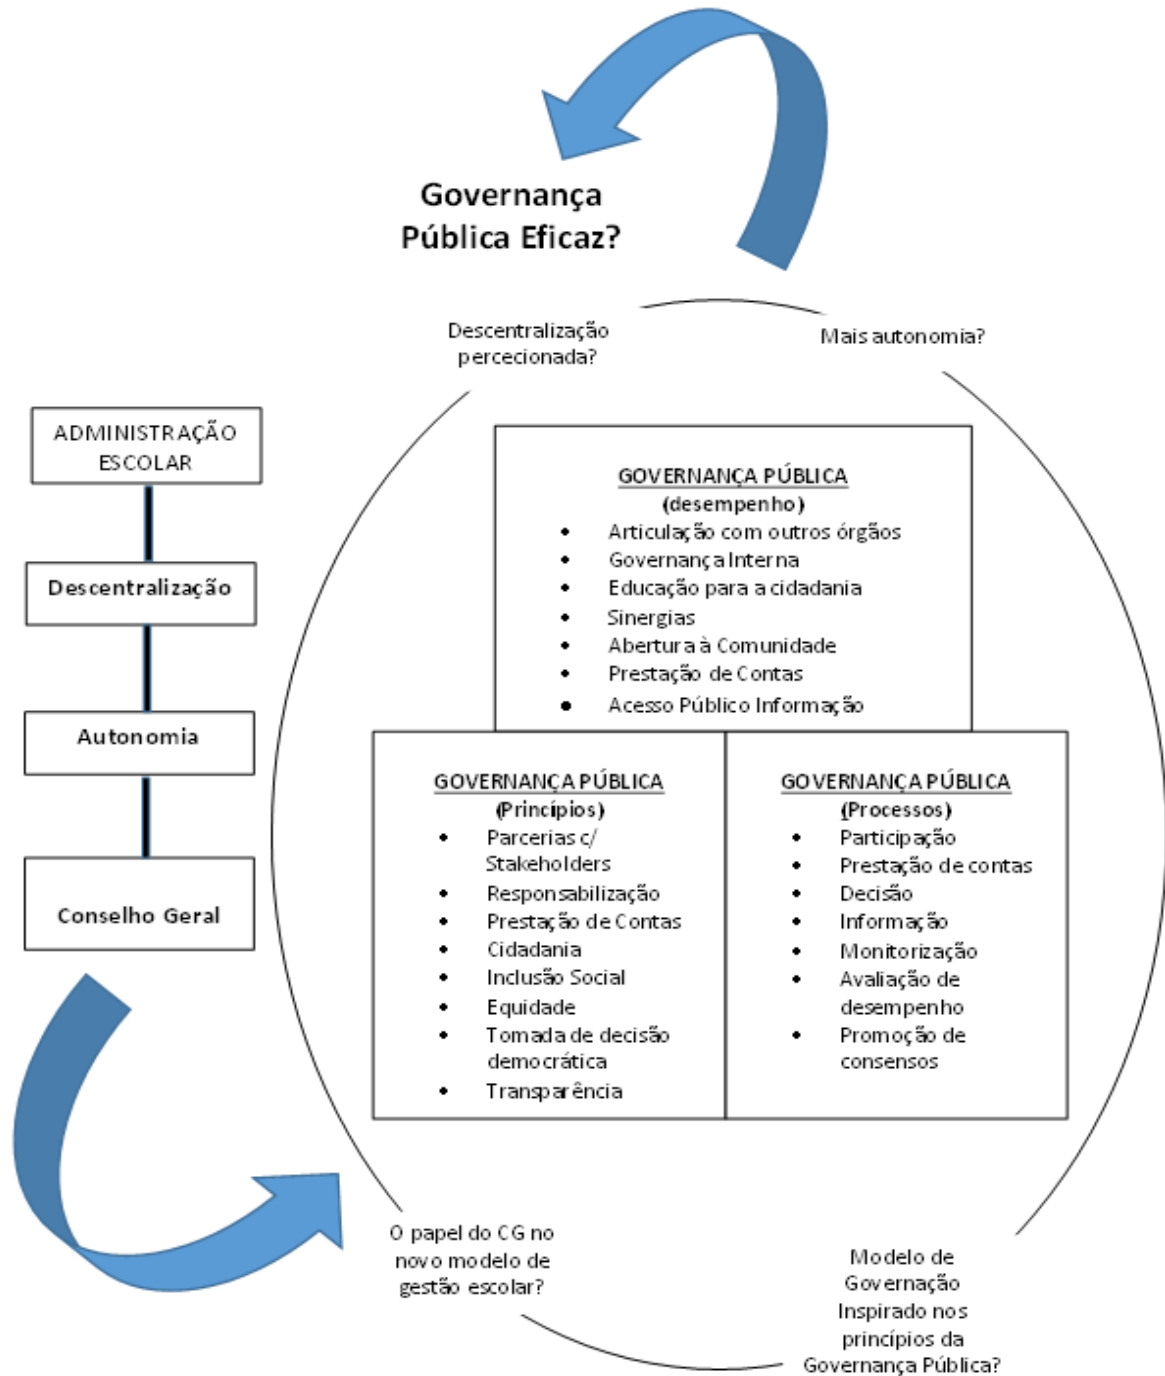 Governança
Pública Eficaz?
Descentralização
percecionada?
Mais autonomia?
ADMINISTRAÇÃO
ESCOLAR
Descentralização
Autonomia
Conselho Geral
GOVERNANÇA PÚBLICA
(desempenho)
• Articulação com outros órgãos
• Governança Interna
• Educação para a cidadania
• Sinergias
• Abertura à Comunidade
• Prestação de Contas
• Acesso Público Informação
GOVERNANÇA PÚBLICA
(Princípios)
• Parcerias c/
Stakeholders
• Responsabilização
• Prestação de Contas
• Cidadania
• Inclusão Social
• Equidade
• Tomada de decisão
democrática
• Transparência
GOVERNANÇA PÚBLICA
(Processos)
• Participação
• Prestação de contas
• Decisão
• Informação
• Monitorização
• Avaliação de
desempenho
• Promoção de
consensos
O papel do CG no
novo modelo de
gestão escolar?
Modelo de
Governação
Inspirado nos
princípios da
Governança Pública?